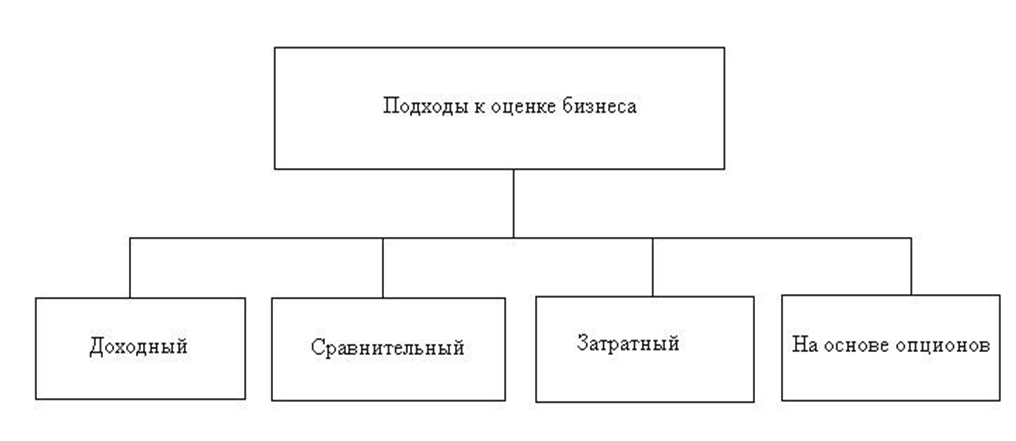 Подходы к оценке бизнеса
Доходный
Сравнительный
Затратный
На основе опционов